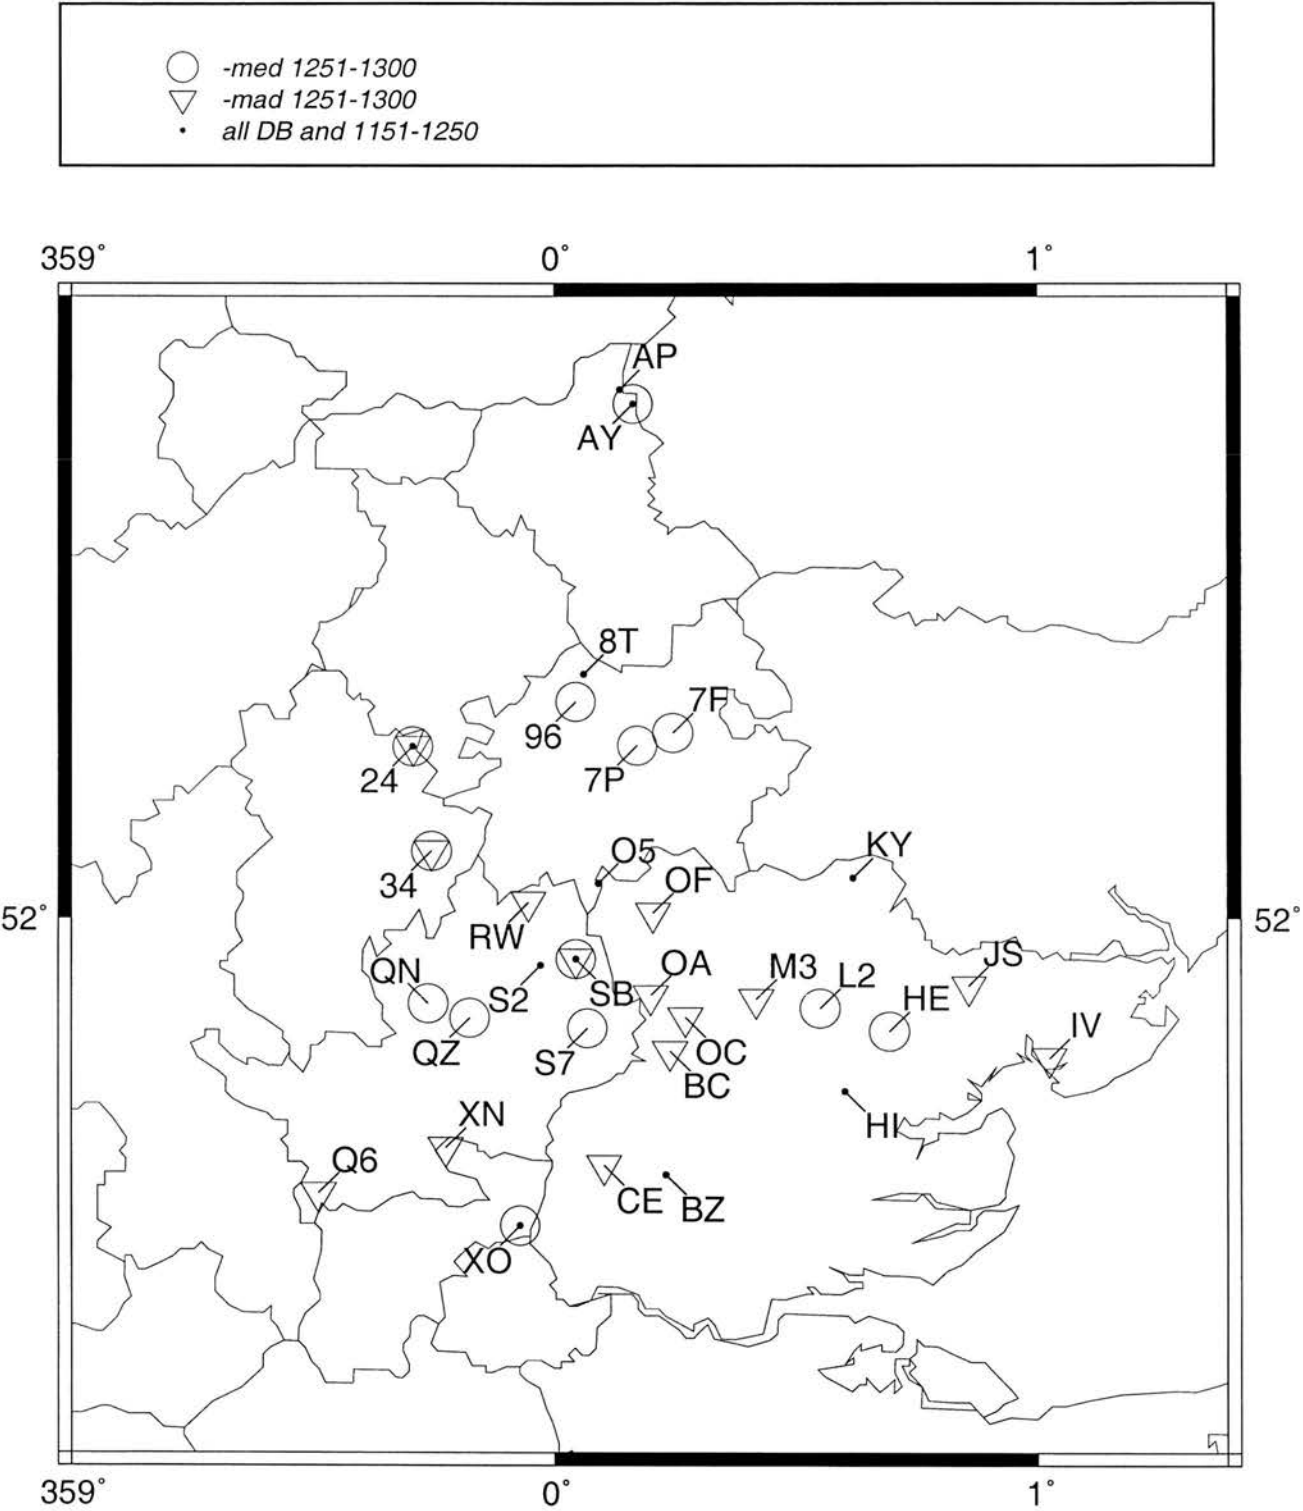 -med 1251-1300
-mad 1251-1300
all DB and 1151-1250
359° 0° 1°
AP
AY
8T
7F
96
7P
24
O5
KY
34
OF
52° 52°
RW
QN
OA
M3
JS
L2
S2
SB
HE
IV
QZ
S7
OC
BC
XN
HI
Q6
CE
BZ
XO
359° 0° 1°